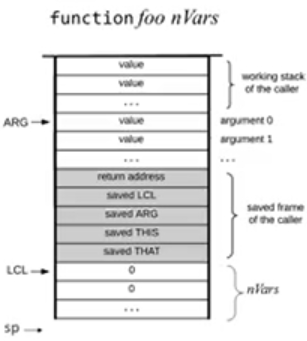 function foo nVars
value
value
working stack
of the caller
...
ARG
value
argument 0
value
argument 1
...
...
return address
saved LCL
saved ARG
saved frame
of the caller
saved THIS
saved THAT
LCL
0
0
nVars
...
sp